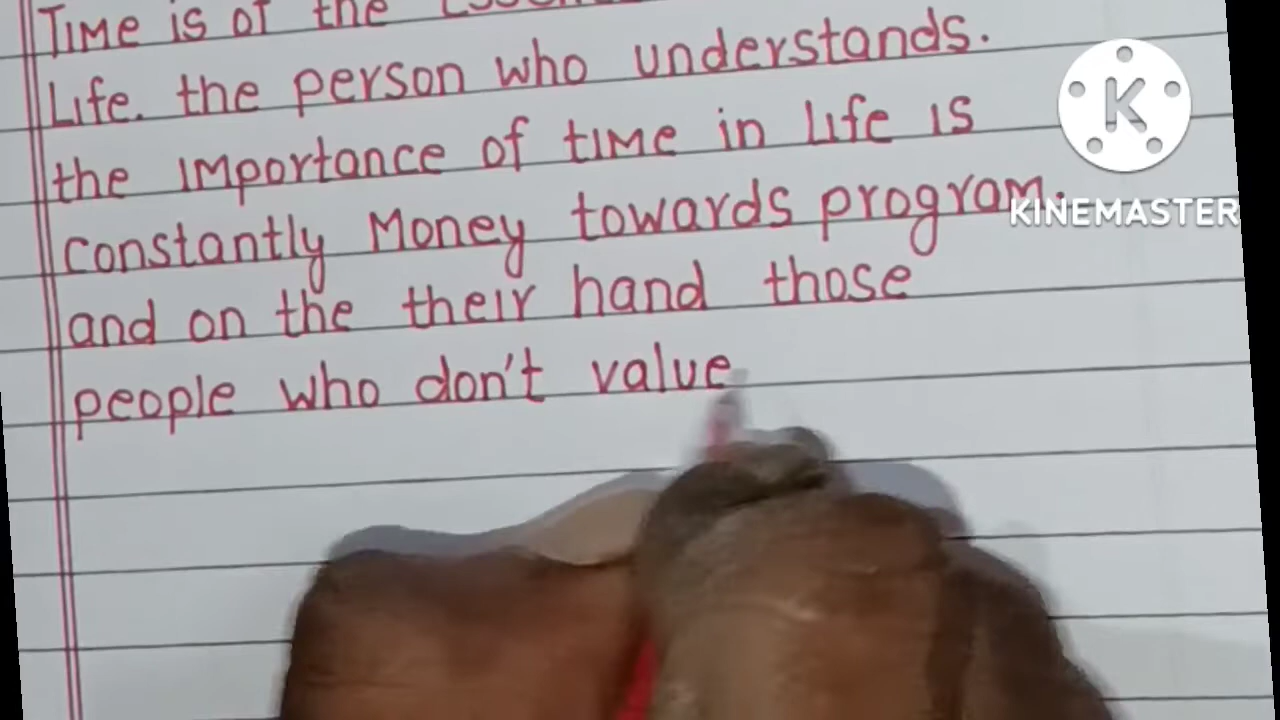 Time is of the
Life. the person who understands.
the importance of time in life is
constantly Money towards program.
and on the their hand those
people who don't value
KINEMASTER